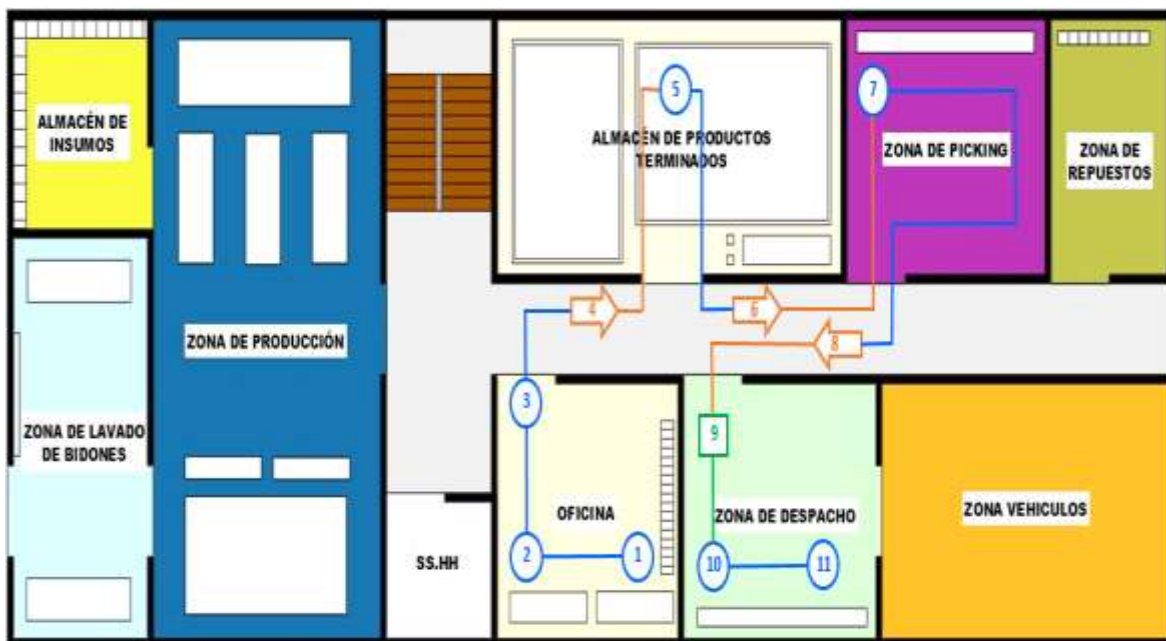 ALMACÉN DE
INSUMOS
ZONA DE PRODUCCIÓN
ZONA DE LAVADO
DE BIDONES
SS.HH
5
ALMACÉN DE PRODUCTOS
TERMINADOS
7
ZONA DE PICKING
ZONA DE
REPUESTOS
4
6
8
3
OFICINA
2
1
9
ZONA DE DESPACHO
10
11
ZONA VEHICULOS